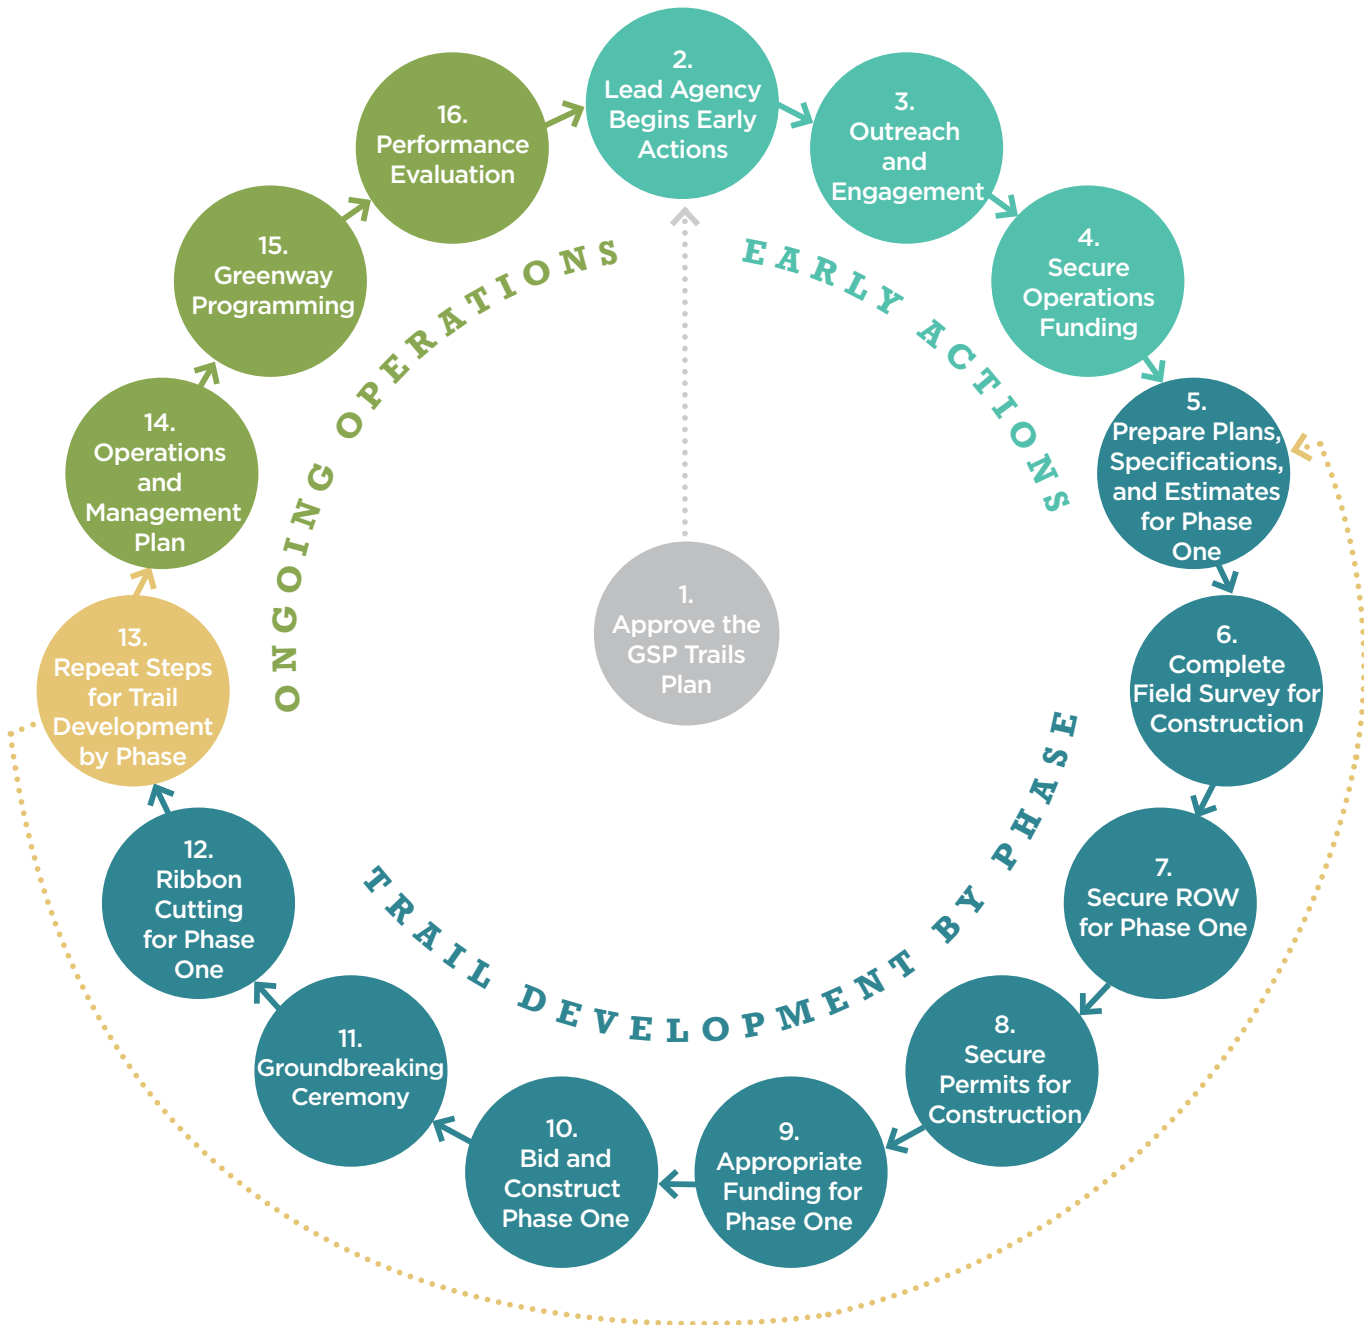 1.
Approve the
GSP Trails
Plan
2.
Lead Agency
Begins Early
Actions
3.
Outreach
and
Engagement
4.
Secure
Operations
Funding
5.
Prepare Plans,
Specifications,
and Estimates
for Phase
One
6.
Complete
Field Survey for
Construction
7.
Secure ROW
for Phase One
8.
Secure
Permits for
Construction
9.
Appropriate
Funding for
Phase One
10.
Bid and
Construct
Phase One
11.
Groundbreaking
Ceremony
12.
Ribbon
Cutting
for Phase
One
13.
Repeat Steps
for Trail
Development
by Phase
14.
Operations
and
Management
Plan
15.
Greenway
Programming
16.
Performance
Evaluation
EARLY ACTIONS
TRAIL DEVELOPMENT BY PHASE
ONGOING OPERATIONS